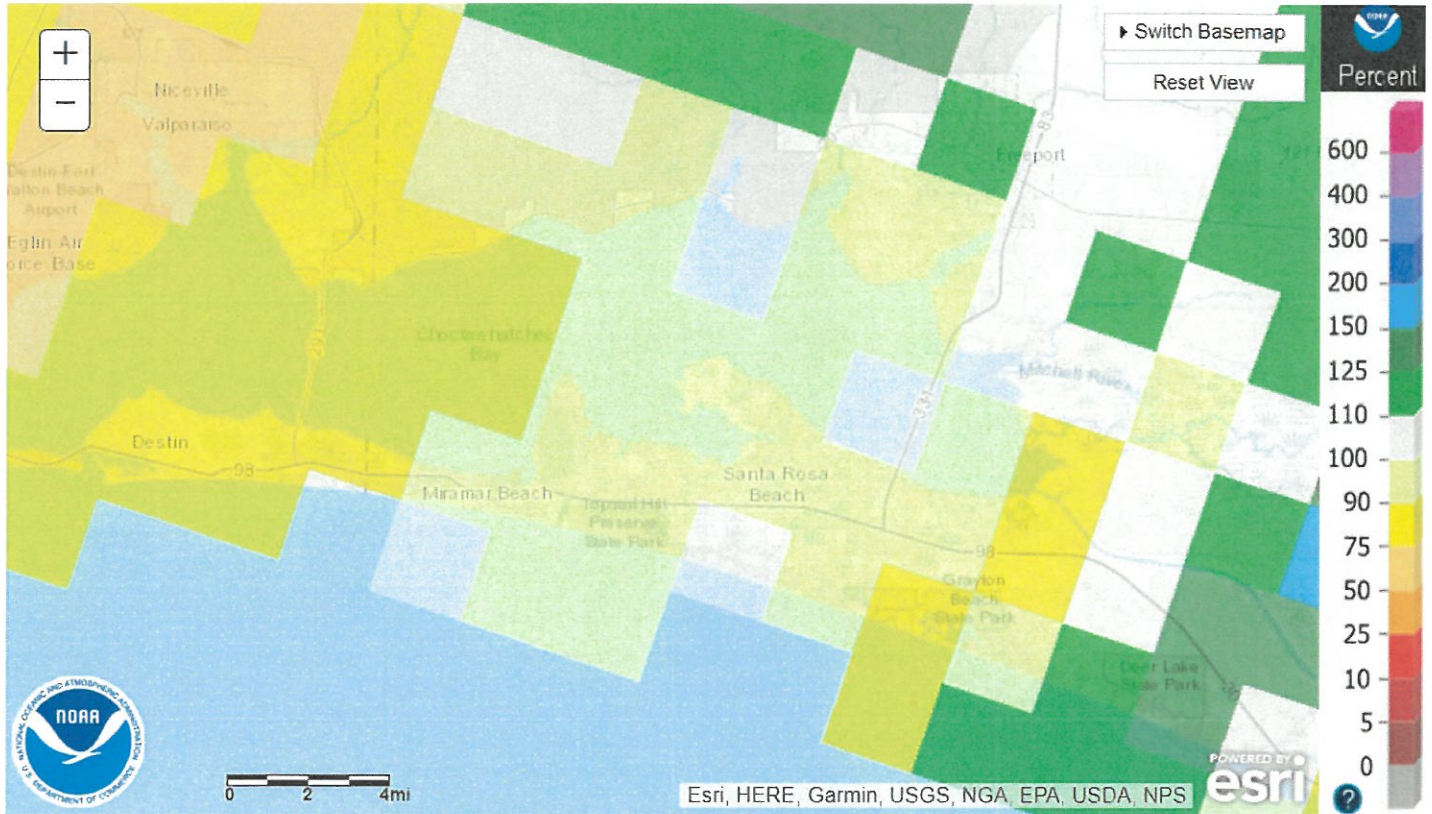 +
−
Niceville
Valparaiso
Destin-Fort
Walton Beach
Airport
Eglin Air
orce Base
Choctawhatchee
Bay
Destin
98
Miramar Beach
Topsail Hill
Preserve
State Park
Santa Rosa
Beach
331
98
Grayton
Beach
State Park
Deer Lake
State Park
30
Freeport
83
Mitchell River
Switch Basemap
Reset View
NOAA
Percent
600
400
300
200
150
125
110
100
90
75
50
25
10
5
0
?
NATIONAL OCEANIC AND ATMOSPHERIC ADMINISTRATION
NOAA
U.S. DEPARTMENT OF COMMERCE
0 2 4mi
Esri, HERE, Garmin, USGS, NGA, EPA, USDA, NPS
POWERED BY
esri